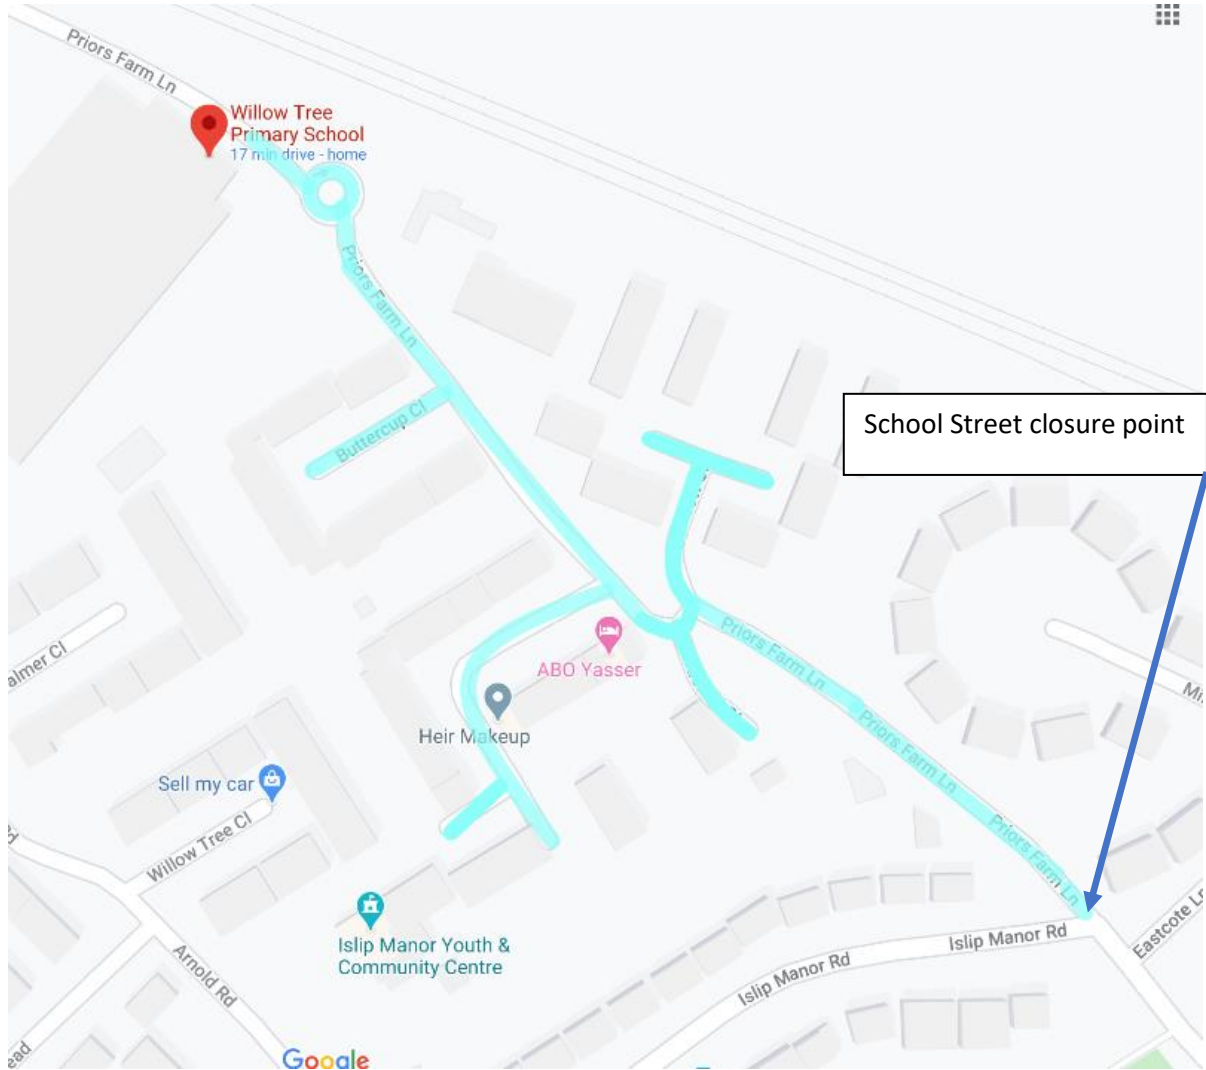 Priors Farm Ln
Willow Tree
Primary School
17 min drive - home
Priors Farm Ln
School Street closure point
Buttercup Cl
Priors Farm Ln
ABO Yasser
Priors Farm Ln
Heir Makeup
Sell my car
Willow Tree Cl
Priors Farm Ln
Islip Manor Youth &
Community Centre
Arnold Rd
Islip Manor Rd
Islip Manor Rd
Eastcote Ln
Google